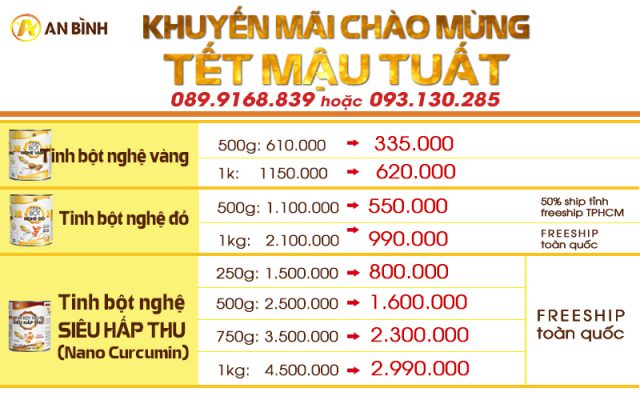 AN BÌNH
KHUYẾN MÃI CHÀO MỪNG
TẾT MẬU TUẤT
089.9168.839 hoặc 093.130.285
Tinh bột nghệ vàng
500g: 610.000 → 335.000
1k: 1150.000 → 620.000
TINH BỘT
NGHỆ ĐỎ
Tinh bột nghệ đỏ
500g: 1.100.000 → 550.000
50% ship tỉnh
freeship TPHCM
1kg: 2.100.000 → 990.000
FREESHIP
toàn quốc
Tinh bột nghệ
SIÊU HẤP THU
(Nano Curcumin)
250g: 1.500.000 → 800.000
500g: 2.500.000 → 1.600.000
750g: 3.500.000 → 2.300.000
1kg: 4.500.000 → 2.990.000
FREESHIP
toàn quốc